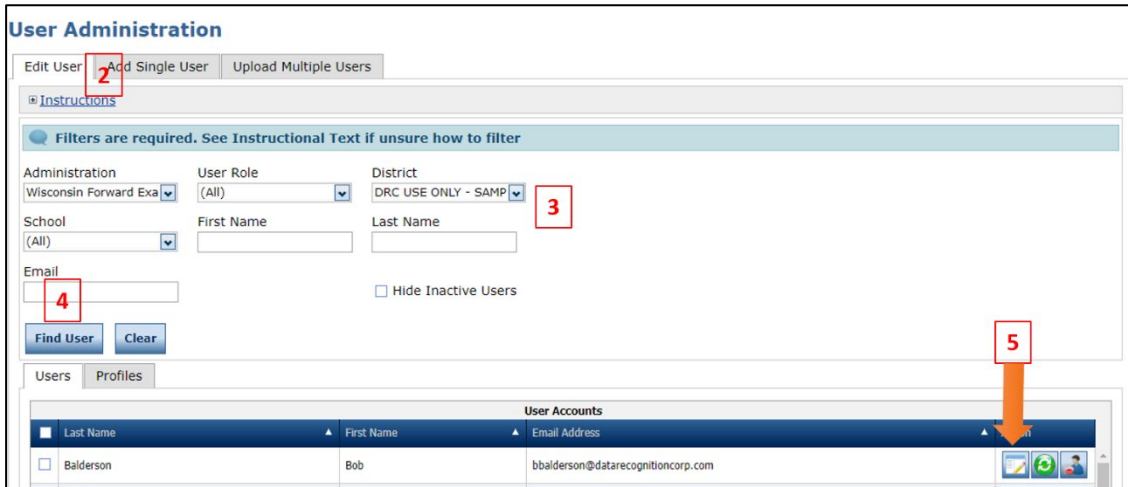 User Administration
Edit User Add Single User Upload Multiple Users
2
Instructions
Filters are required. See Instructional Text if unsure how to filter
Administration User Role District
Wisconsin Forward Exa (All) DRC USE ONLY - SAMP
3
School First Name Last Name
(All)
Email
4
Hide Inactive Users
Find User Clear
5
Users Profiles
User Accounts
Last Name First Name Email Address
Balderson Bob bbalderson@datarecognitioncorp.com